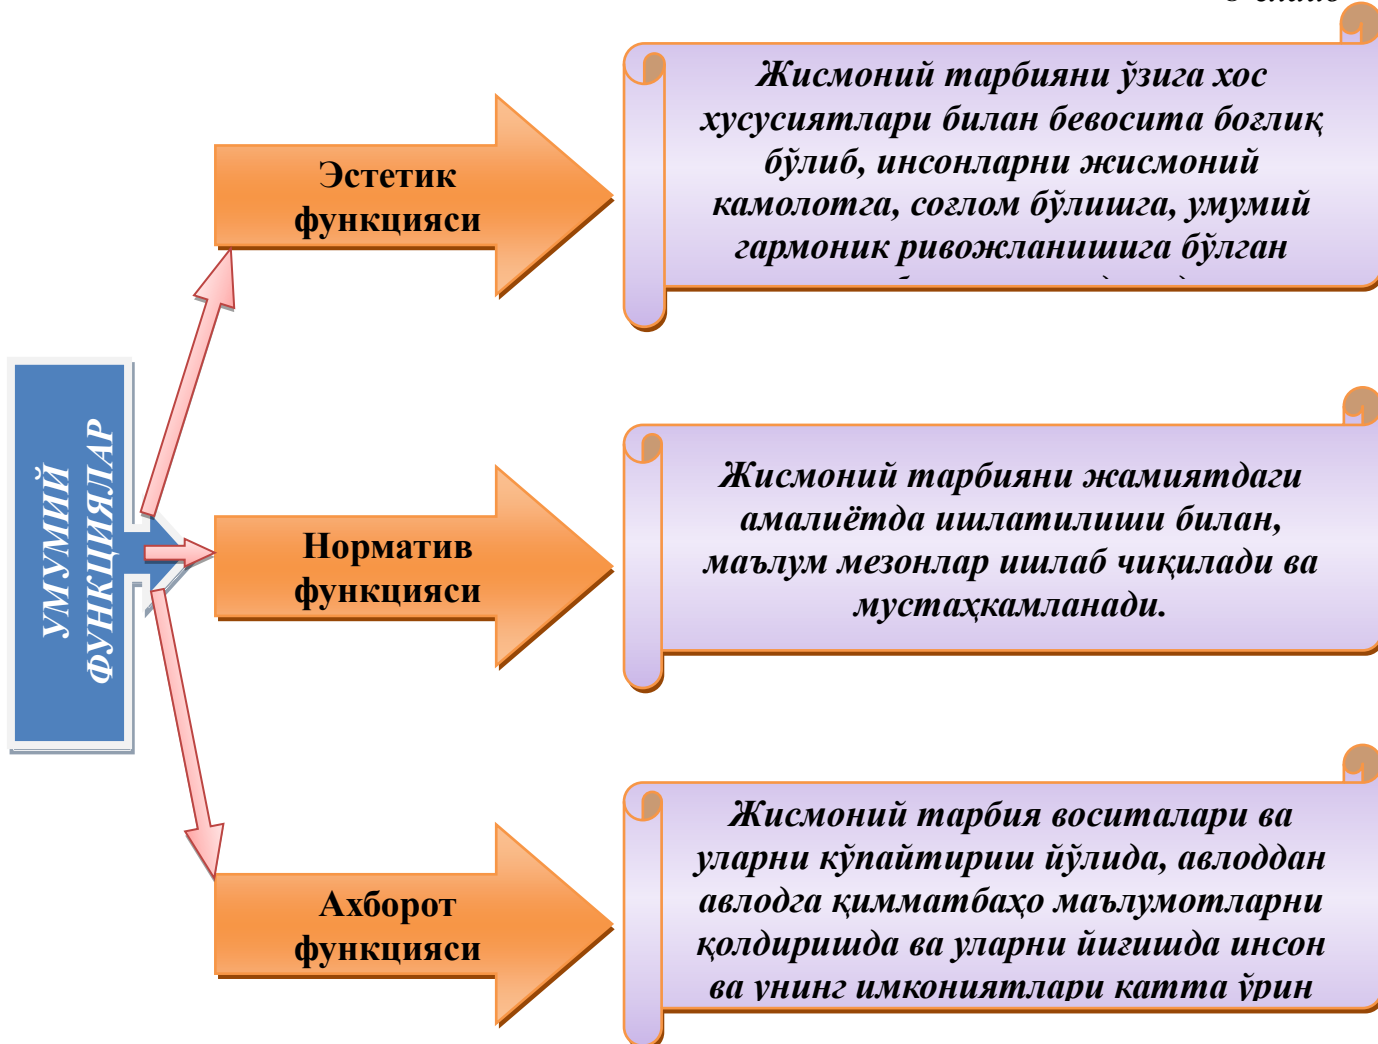 УМУМИЙ
ФУНКЦИЯЛАР
Эстетик
функцияси
Жисмоний тарбияни ўзига хос
хусусиятлари билан бевосита боғлиқ
бўлиб, инсонларни жисмоний
камолотга, соғлом бўлишга, умумий
гармоник ривожланишига бўлган
Норматив
функцияси
Жисмоний тарбияни жамиятдаги
амалиётда ишлатилиши билан,
маълум мезонлар ишлаб чиқилади ва
мустаҳкамланади.
Ахборот
функцияси
Жисмоний тарбия воситалари ва
уларни кўпайтириш йўлида, авлоддан
авлодга қимматбаҳо маълумотларни
қолдиришда ва уларни йиғишда инсон
ва унинг имкониятлари катта ўрин